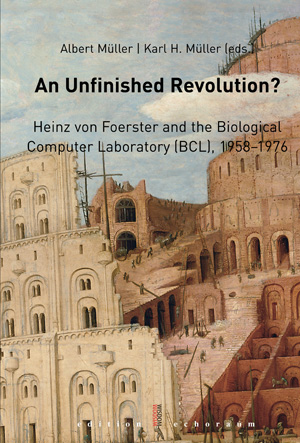 Albert Müller | Karl H. Müller (eds.)
An Unfinished Revolution?
Heinz von Foerster and the Biological
Computer Laboratory (BCL), 1958–1976
edition echoraum